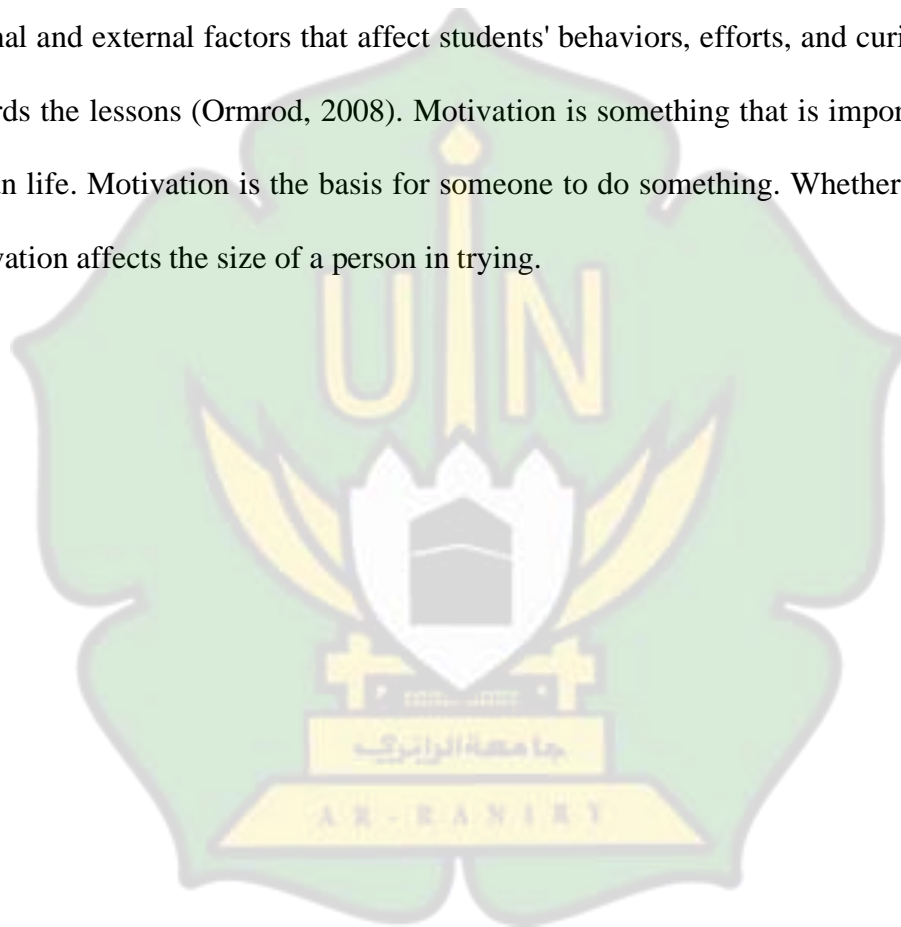 nal and external factors that affect students' behaviors, efforts, and curi
rds the lessons (Ormrod, 2008). Motivation is something that is impor
n life. Motivation is the basis for someone to do something. Whether
vation affects the size of a person in trying.
UIN
جامعة الرانري
AR-RANIRY